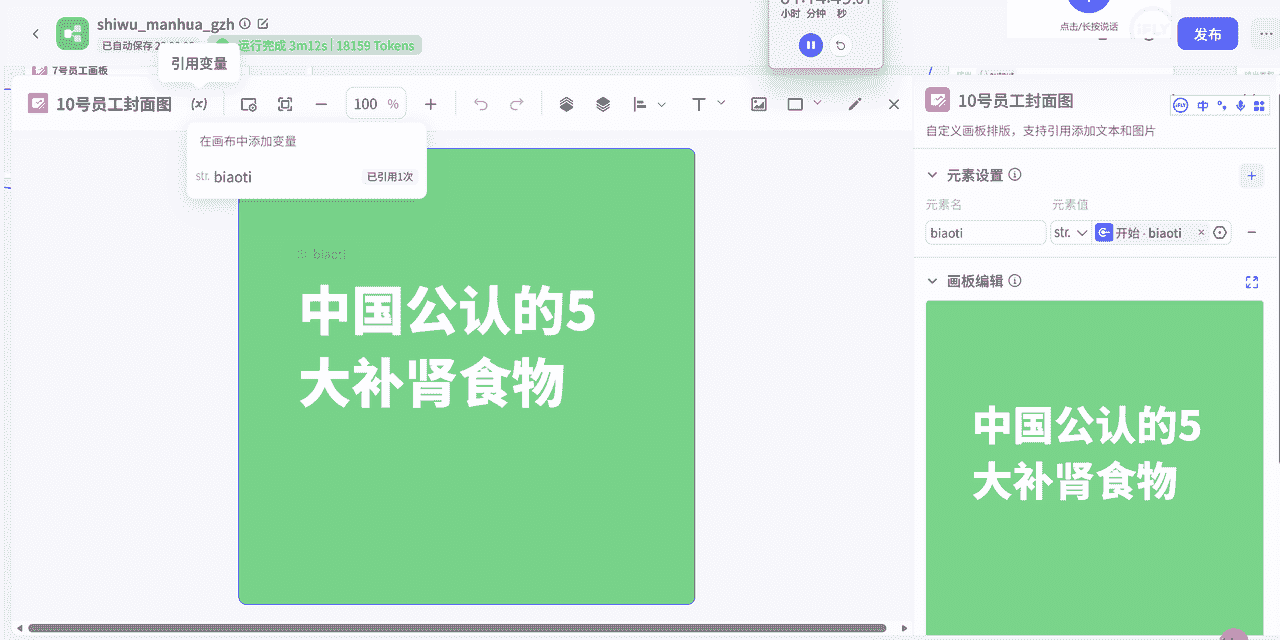 shiwu_manhua_gzh
已自动保存
运行完成 3m12s | 18159 Tokens
小时 分钟 秒
点击/长按说话
发布
7号员工画板
引用变量
10号员工封面图
(x)
100 %
T
在画布中添加变量
str. biaoti
已引用1次
biaoti
中国公认的5
大补肾食物
10号员工封面图
中
自定义画板排版，支持引用添加文本和图片
元素设置
元素名
元素值
biaoti
str.
开始 · biaoti
画板编辑
中国公认的5
大补肾食物